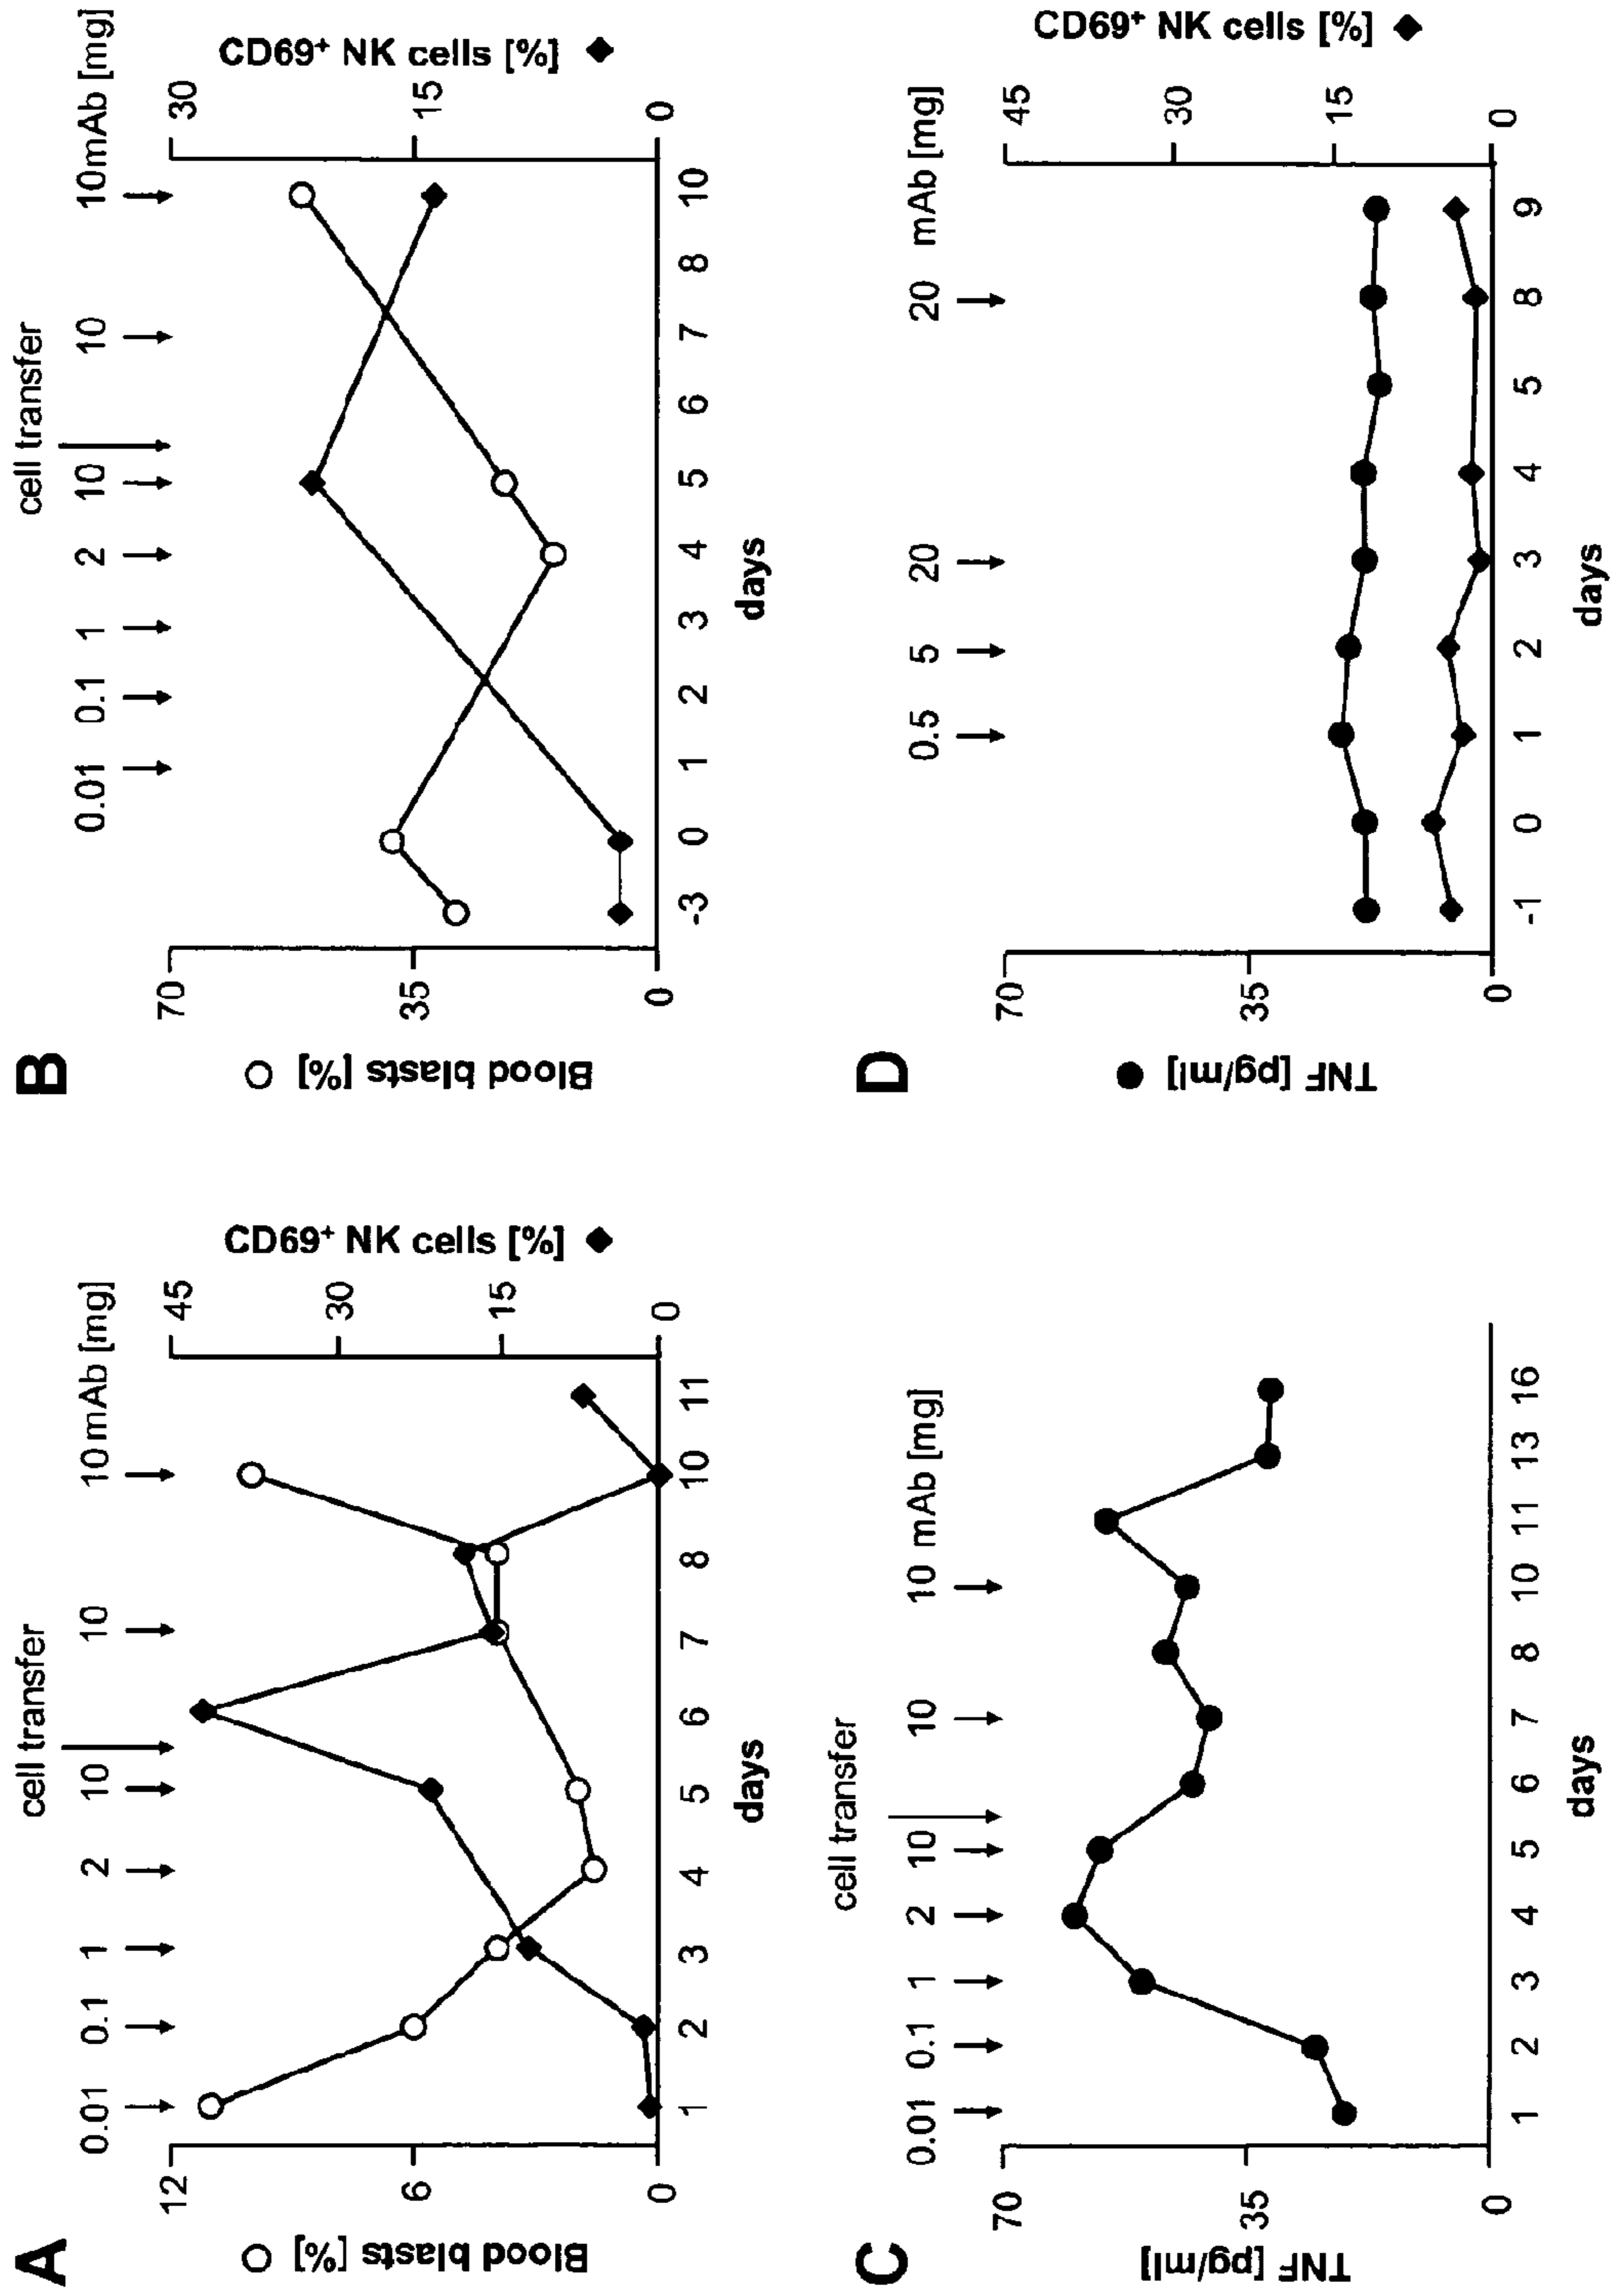 A
cell transfer
0.01 0.1 1 2 10 10 10 mAb [mg]
12
6
0
Blood blasts [%]
45
30
15
0
CD69+ NK cells [%]
1 2 3 4 5 6 7 8 10 11
days
B
cell transfer
0.01 0.1 1 2 10 10 10 mAb [mg]
70
35
0
Blood blasts [%]
30
15
0
CD69+ NK cells [%]
-3 0 1 2 3 4 5 6 7 8 10
days
C
cell transfer
0.01 0.1 1 2 10 10 10 mAb [mg]
70
35
0
TNF [pg/ml]
1 2 3 4 5 6 7 8 10 11 13 16
days
D
0.5 5 20 20 mAb [mg]
70
35
0
TNF [pg/ml]
45
30
15
0
CD69+ NK cells [%]
-1 0 1 2 3 4 5 8 9
days